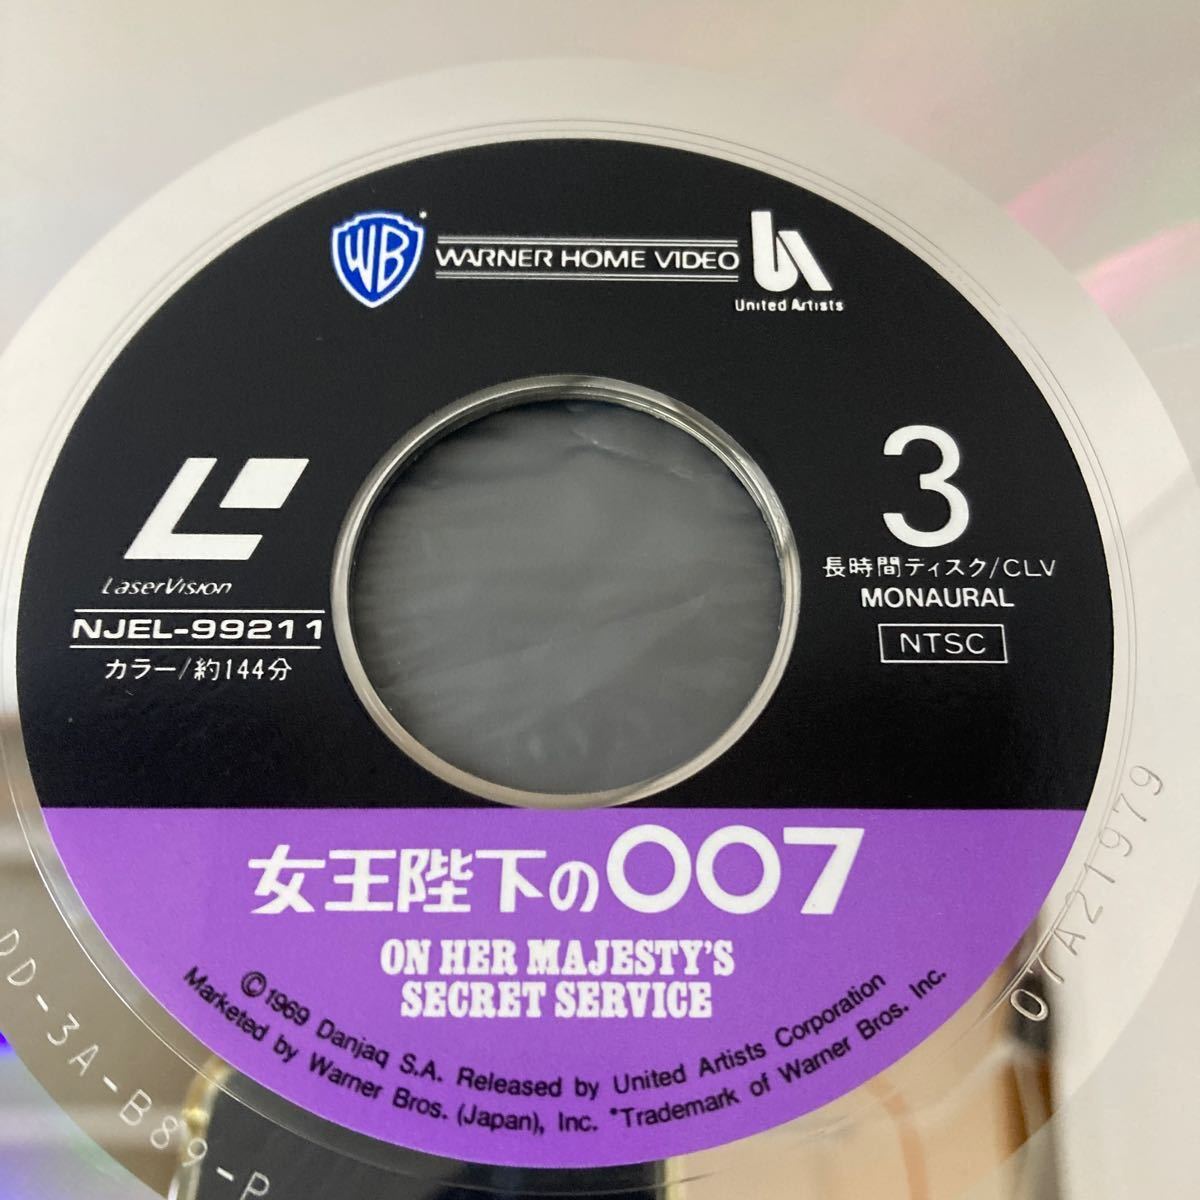 WB
WARNER HOME VIDEO
United Artists
3
長時間ディスク/CLV
MONAURAL
NTSC
LaserVision
NJEL-99211
カラー/約144分
女王陛下の007
ON HER MAJESTY'S
SECRET SERVICE
©1969 Danjaq S.A. Released by United Artists Corporation
Marketed by Warner Bros. (Japan), Inc. *Trademark of Warner Bros. Inc.
07A21979
DD-3A-B89-P